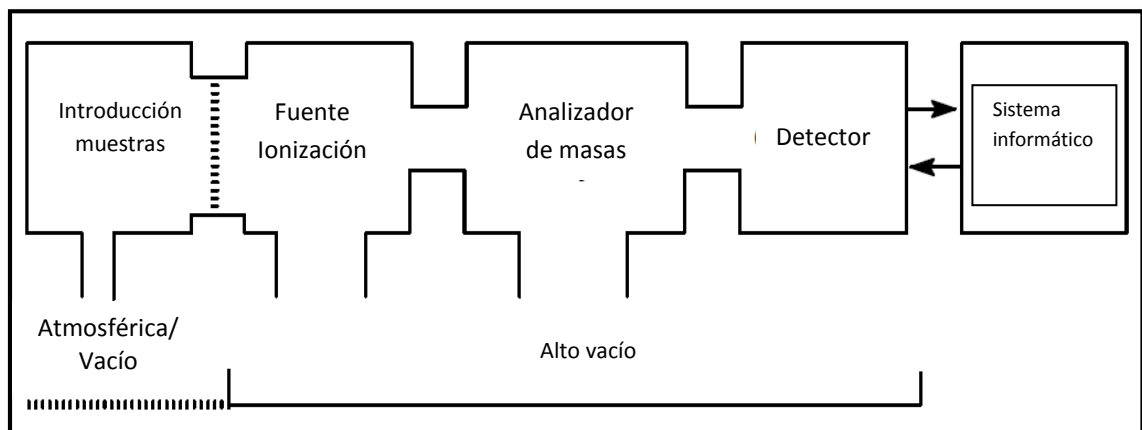 Introducción
muestras
Fuente
Ionización
Analizador
de masas
Detector
Sistema
informático
Atmosférica/
Vacío
Alto vacío